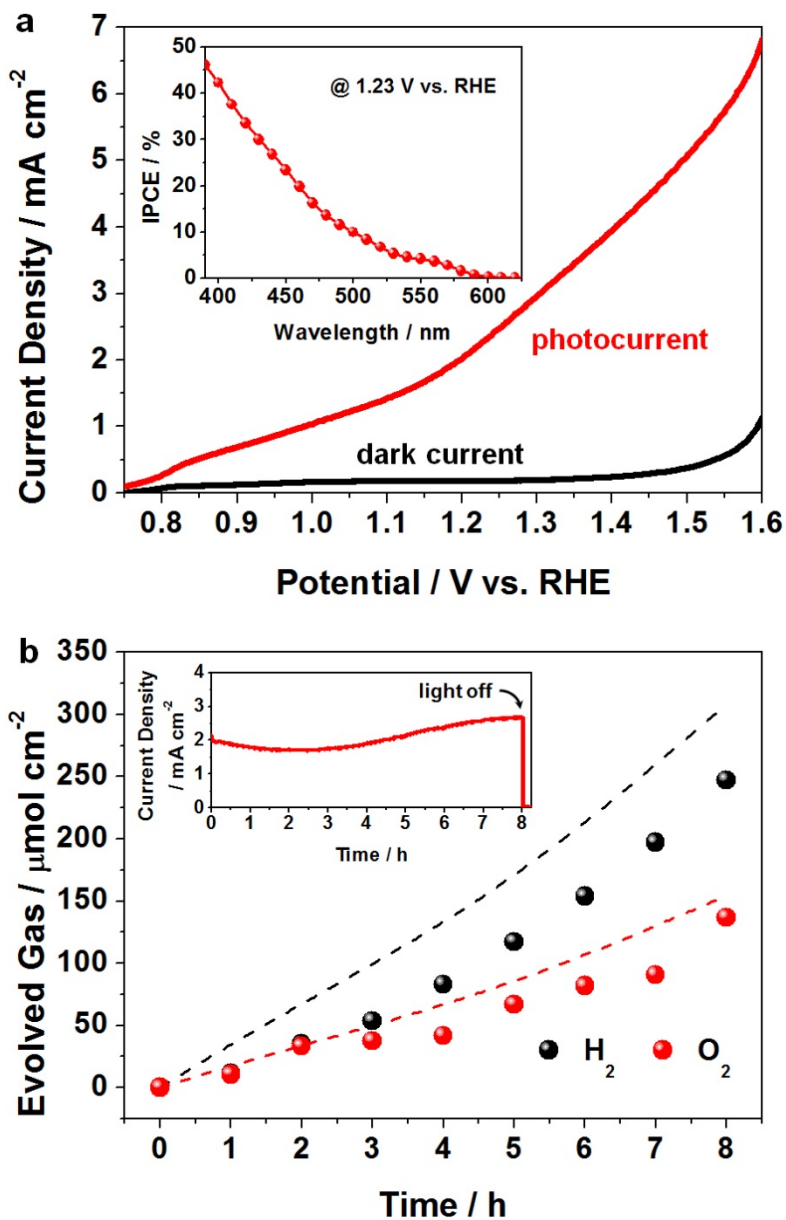 a
7
6
5
4
3
2
1
0
Current Density / mA cm⁻²
50
40
30
20
10
0
IPCE / %
@ 1.23 V vs. RHE
400 450 500 550 600
Wavelength / nm
photocurrent
dark current
0.8 0.9 1.0 1.1 1.2 1.3 1.4 1.5 1.6
Potential / V vs. RHE
b
350
300
250
200
150
100
50
0
Evolved Gas / μmol cm⁻²
4
3
2
1
0
Current Density
/ mA cm⁻²
light off
0 1 2 3 4 5 6 7 8
Time / h
H₂ O₂
0 1 2 3 4 5 6 7 8
Time / h